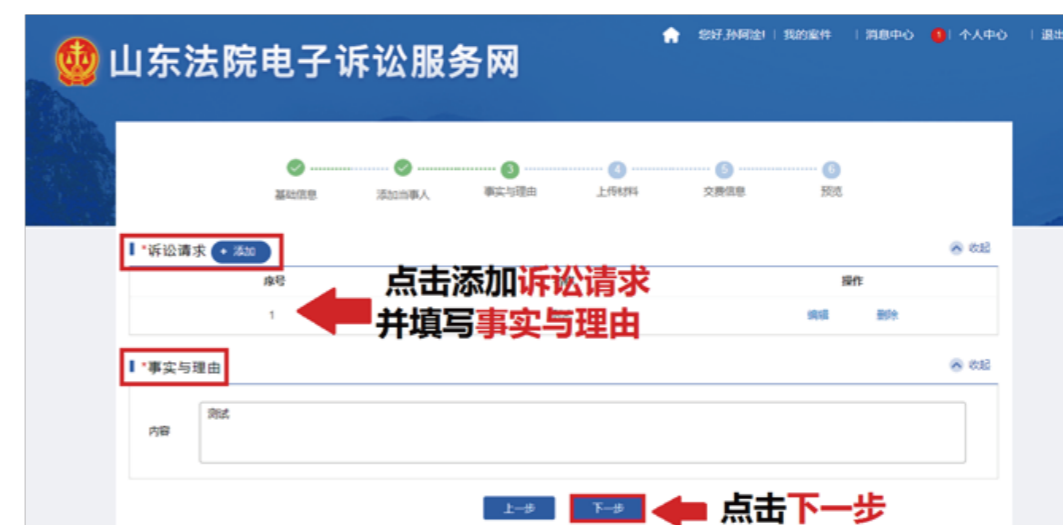 山东法院电子诉讼服务网
您好,孙阿淦! | 我的案件 | 消息中心 | 个人中心 | 退出
基础信息 添加当事人 3 事实与理由 4 上传材料 5 交费信息 6 预览
*诉讼请求 + 添加 收起
序号 操作
点击添加诉讼请求
1 编辑 删除
并填写事实与理由
*事实与理由 收起
内容 测试
上一步 下一步 点击下一步